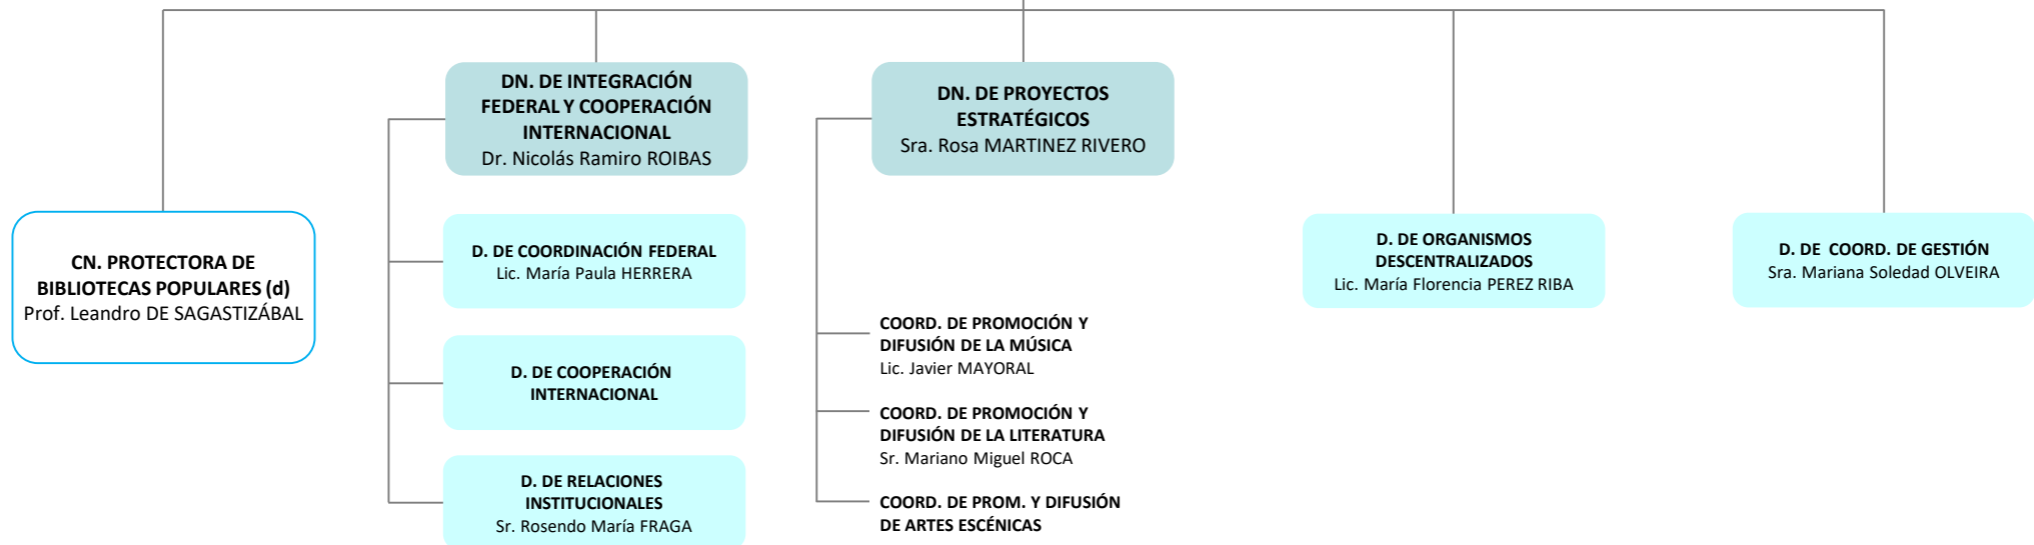 DN. DE INTEGRACIÓN
FEDERAL Y COOPERACIÓN
INTERNACIONAL
Dr. Nicolás Ramiro ROIBAS
DN. DE PROYECTOS
ESTRATÉGICOS
Sra. Rosa MARTINEZ RIVERO
CN. PROTECTORA DE
BIBLIOTECAS POPULARES (d)
Prof. Leandro DE SAGASTIZÁBAL
D. DE COORDINACIÓN FEDERAL
Lic. María Paula HERRERA
D. DE ORGANISMOS
DESCENTRALIZADOS
Lic. María Florencia PEREZ RIBA
D. DE COORD. DE GESTIÓN
Sra. Mariana Soledad OLVEIRA
D. DE COOPERACIÓN
INTERNACIONAL
D. DE RELACIONES
INSTITUCIONALES
Sr. Rosendo María FRAGA
COORD. DE PROMOCIÓN Y
DIFUSIÓN DE LA MÚSICA
Lic. Javier MAYORAL
COORD. DE PROMOCIÓN Y
DIFUSIÓN DE LA LITERATURA
Sr. Mariano Miguel ROCA
COORD. DE PROM. Y DIFUSIÓN
DE ARTES ESCÉNICAS